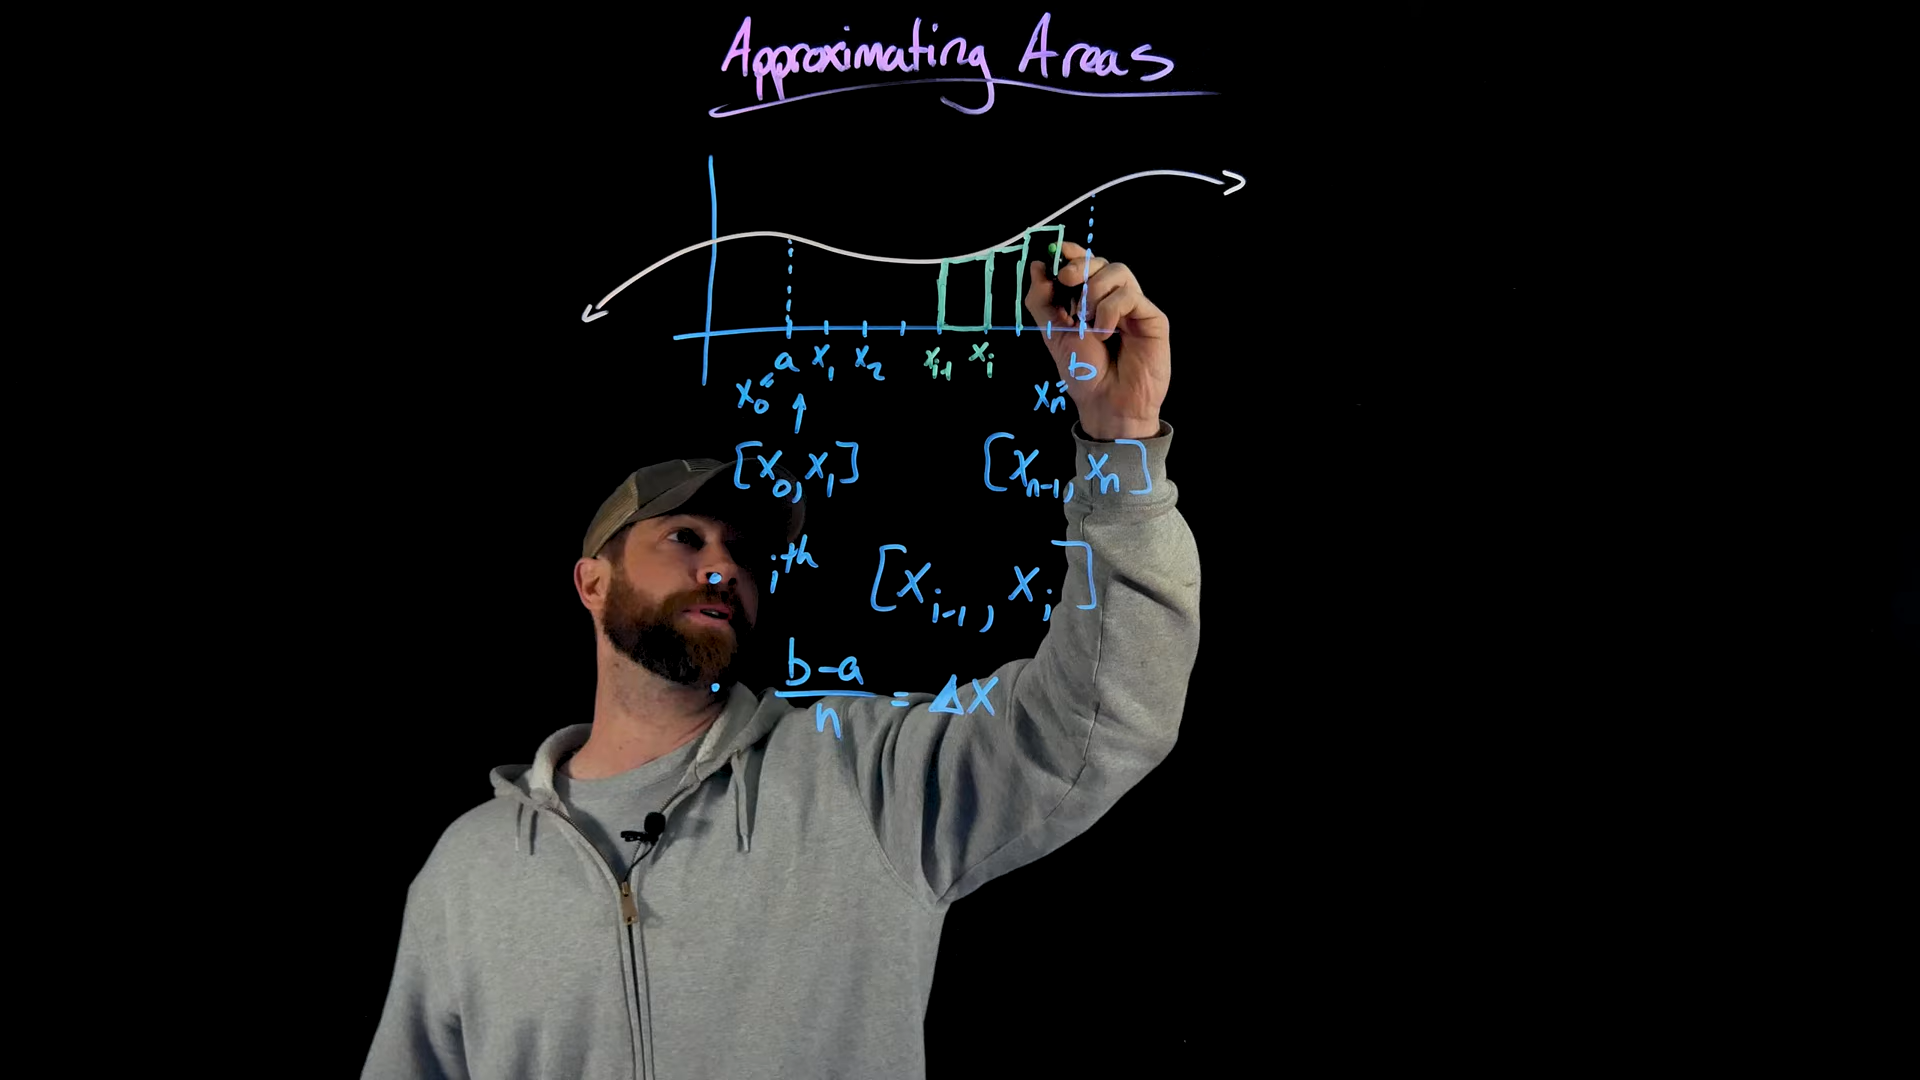 Approximating Areas
a x₁ x₂ xᵢ₋₁ xᵢ b
x₀= xₙ=
[x₀, x₁] [xₙ₋₁, xₙ]
iᵗʰ [xᵢ₋₁, xᵢ]
b-a
n = Δx